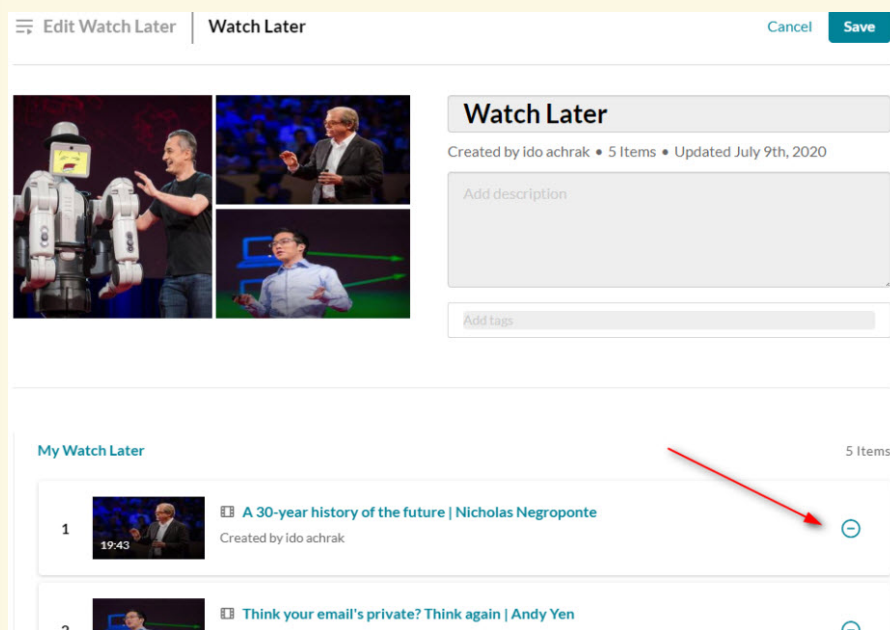 Edit Watch Later | Watch Later Cancel Save
Watch Later
Created by ido achrak • 5 Items • Updated July 9th, 2020
Add description
Add tags
My Watch Later 5 Items
1 19:43 A 30-year history of the future | Nicholas Negroponte
Created by ido achrak
Think your email's private? Think again | Andy Yen